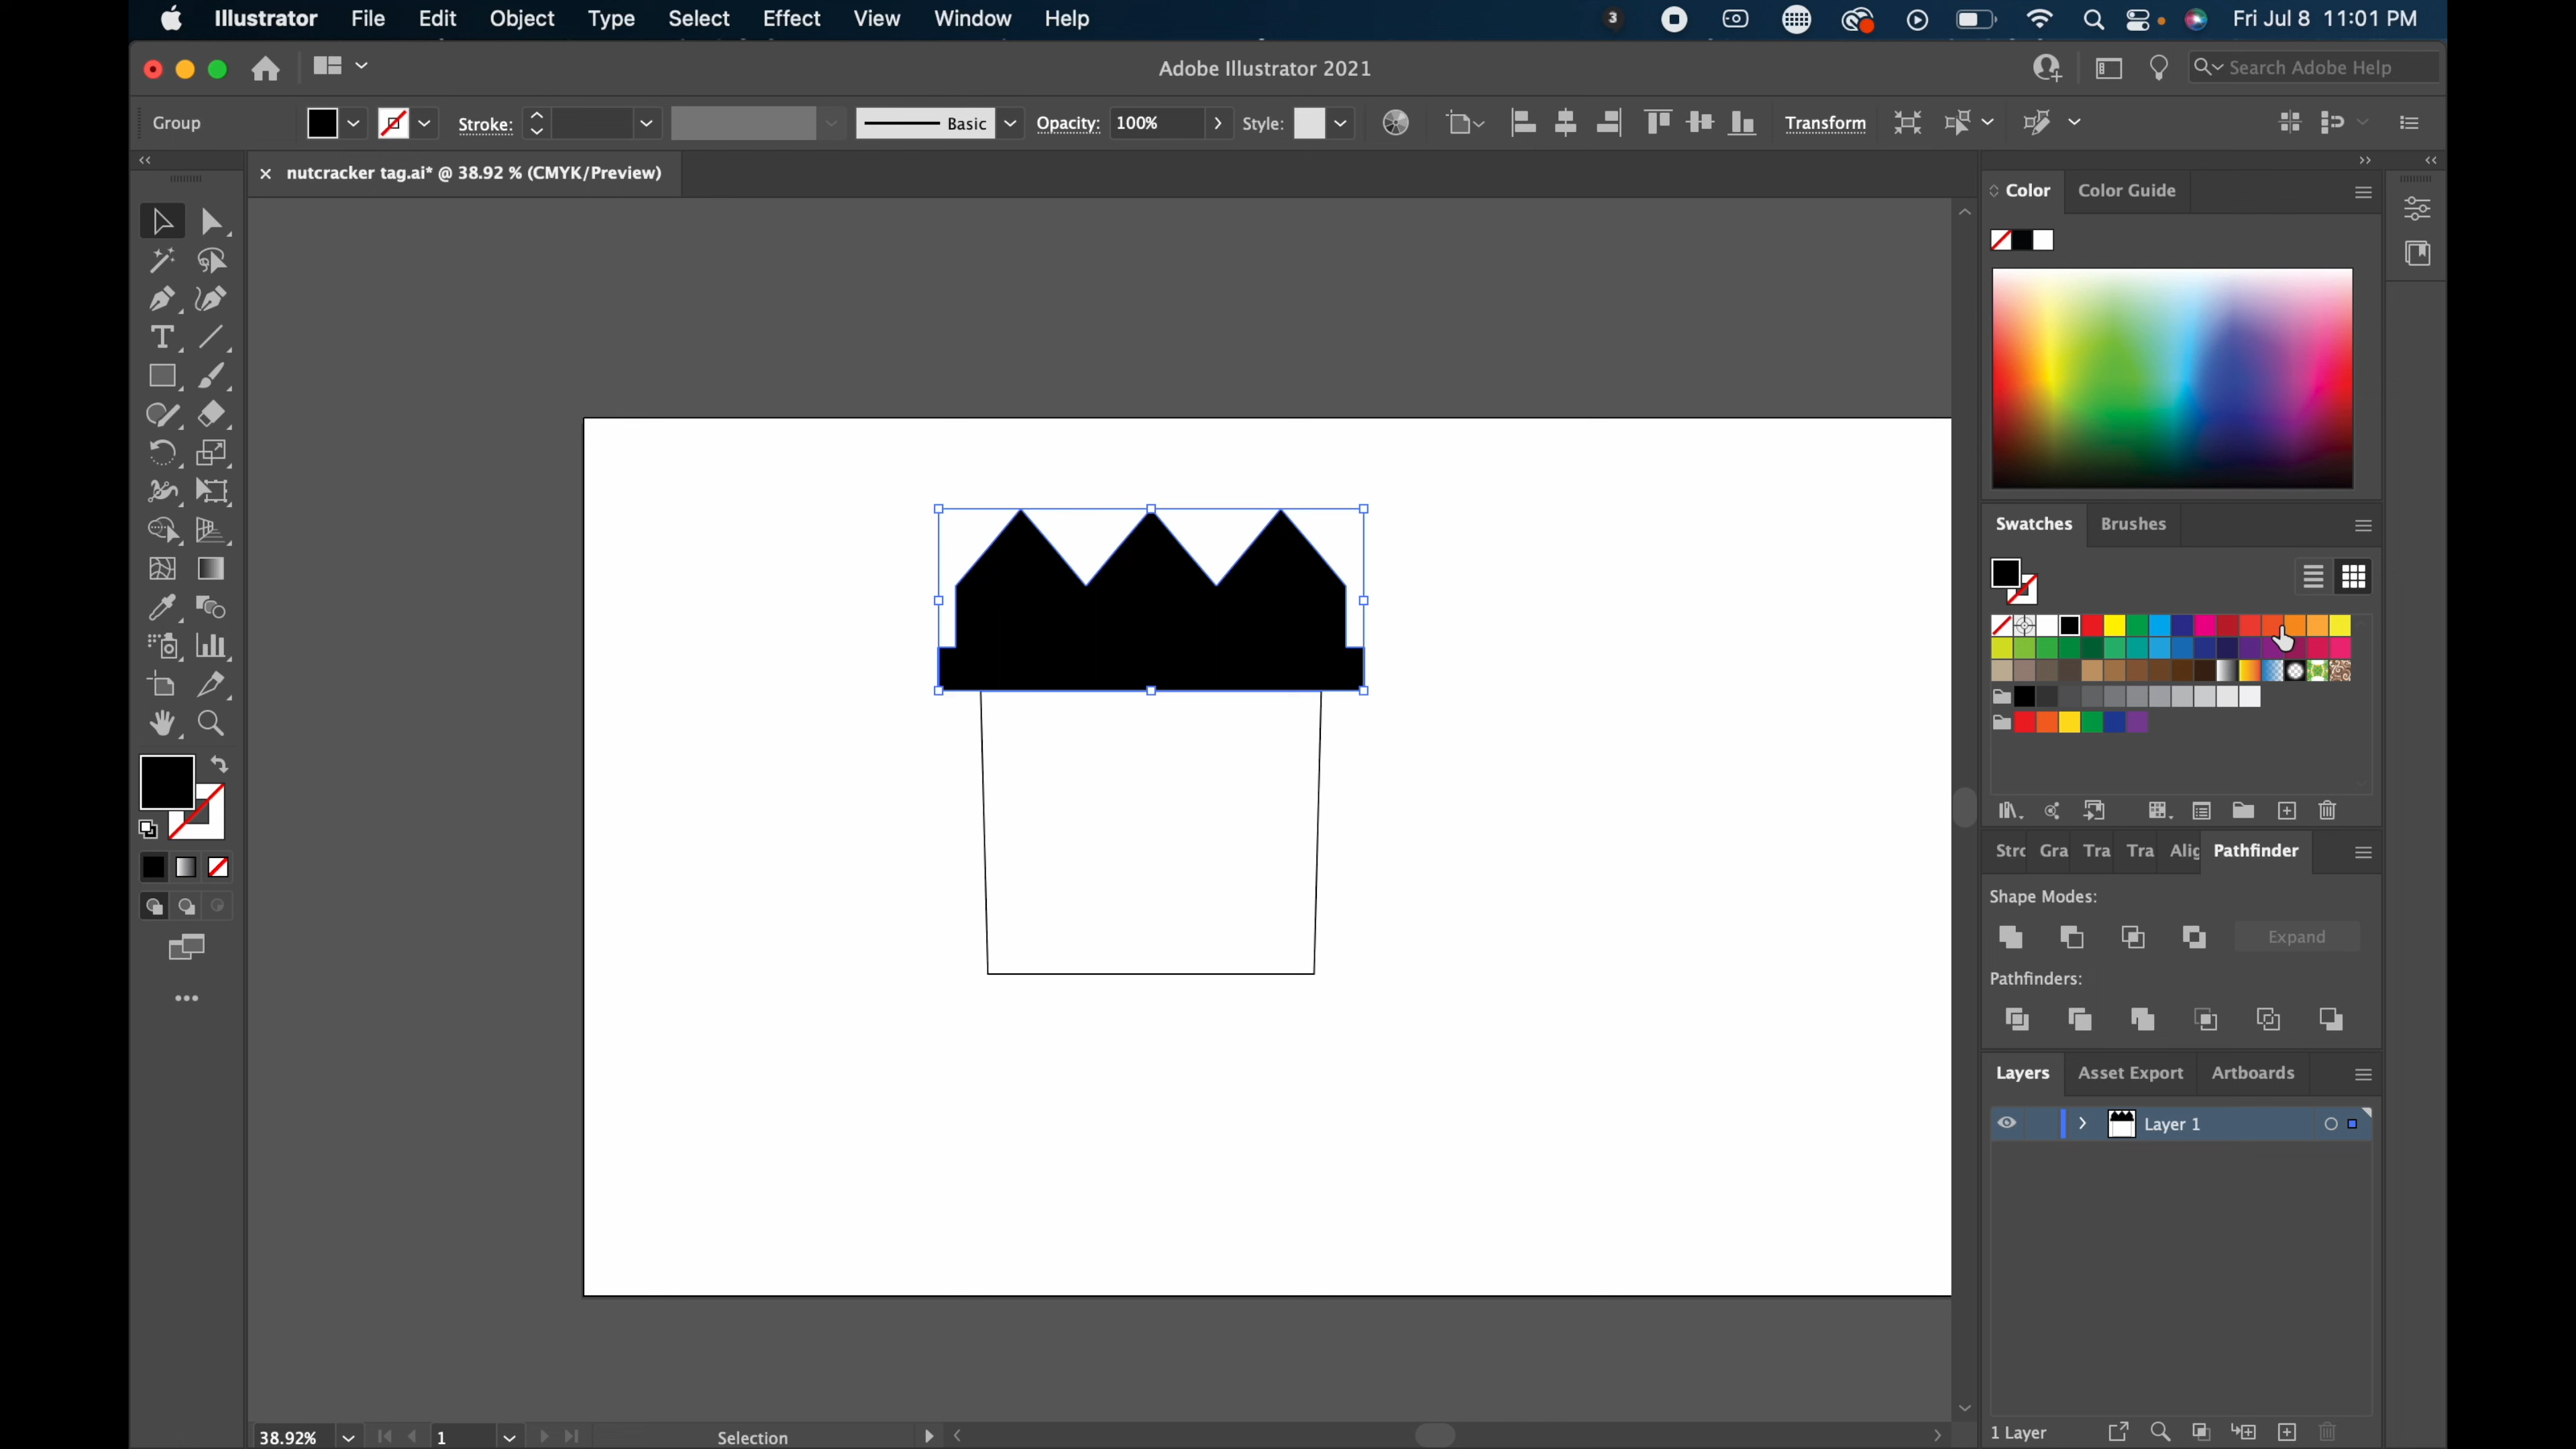 Illustrator File Edit Object Type Select Effect View Window Help 3 Fri Jul 8 11:01 PM
Adobe Illustrator 2021 Search Adobe Help
Group Stroke: Basic Opacity: 100% Style: Transform
× nutcracker tag.ai* @ 38.92 % (CMYK/Preview)
Color Color Guide
Swatches Brushes
Strc Gra Tra Tra Alig Pathfinder
Shape Modes:
Expand
Pathfinders:
Layers Asset Export Artboards
Layer 1
1 Layer
38.92% 1 Selection